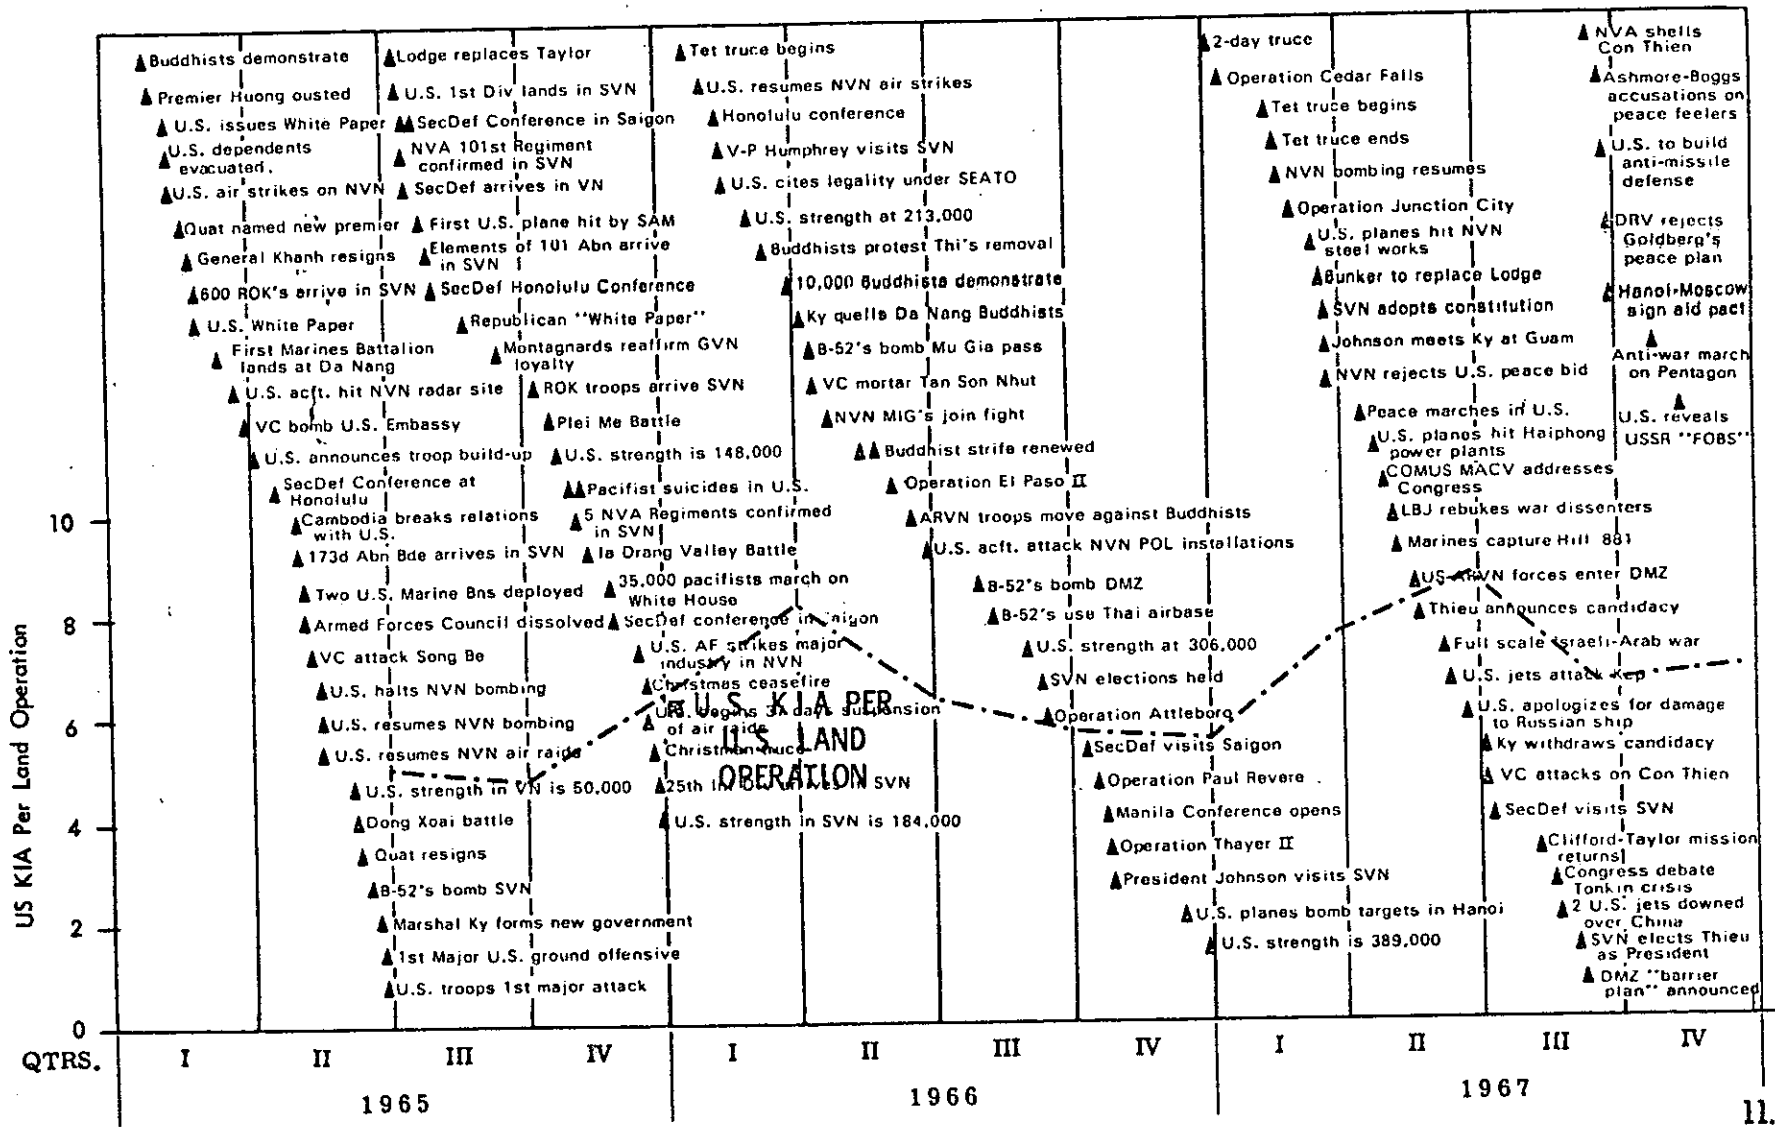 Buddhists demonstrate
Premier Huong ousted
U.S. issues White Paper
U.S. dependents
evacuated.
U.S. air strikes on NVN
Quat named new premier
General Khanh resigns
600 ROK's arrive in SVN
U.S. White Paper
First Marines Battalion
lands at Da Nang
U.S. acft. hit NVN radar site
VC bomb U.S. Embassy
U.S. announces troop build-up
SecDef Conference at
Honolulu
Cambodia breaks relations
with U.S.
173d Abn Bde arrives in SVN
Two U.S. Marine Bns deployed
Armed Forces Council dissolved
VC attack Song Be
U.S. halts NVN bombing
U.S. resumes NVN bombing
U.S. resumes NVN air raids
U.S. strength in VN is 50,000
Dong Xoai battle
Quat resigns
B-52's bomb SVN
Marshal Ky forms new government
1st Major U.S. ground offensive
U.S. troops 1st major attack
Lodge replaces Taylor
U.S. 1st Div lands in SVN
SecDef Conference in Saigon
NVA 101st Regiment
confirmed in SVN
SecDef arrives in VN
First U.S. plane hit by SAM
Elements of 101 Abn arrive
in SVN
SecDef Honolulu Conference
Republican "White Paper"
Montagnards reaffirm GVN
loyalty
ROK troops arrive SVN
Plei Me Battle
U.S. strength is 148,000
Pacifist suicides in U.S.
5 NVA Regiments confirmed
in SVN
Ia Drang Valley Battle
35,000 pacifists march on
White House
SecDef conference in Saigon
U.S. AF strikes major
industry in NVN
Christmas ceasefire
U.S. begins 37 days suspension
of air raids
Christmas truce
25th Inf Div arrives in SVN
U.S. strength in SVN is 184,000
U.S. KIA PER
U.S. LAND
OPERATION
Tet truce begins
U.S. resumes NVN air strikes
Honolulu conference
V-P Humphrey visits SVN
U.S. cites legality under SEATO
U.S. strength at 213,000
Buddhists protest Thi's removal
10,000 Buddhists demonstrate
Ky quells Da Nang Buddhists
B-52's bomb Mu Gia pass
VC mortar Tan Son Nhut
NVN MIG's join fight
Buddhist strife renewed
Operation El Paso II
ARVN troops move against Buddhists
U.S. acft. attack NVN POL installations
B-52's bomb DMZ
B-52's use Thai airbase
U.S. strength at 306,000
SVN elections held
Operation Attleboro
SecDef visits Saigon
Operation Paul Revere
Manila Conference opens
Operation Thayer II
President Johnson visits SVN
U.S. planes bomb targets in Hanoi
U.S. strength is 389,000
2-day truce
Operation Cedar Falls
Tet truce begins
Tet truce ends
NVN bombing resumes
Operation Junction City
U.S. planes hit NVN
steel works
Bunker to replace Lodge
SVN adopts constitution
Johnson meets Ky at Guam
NVN rejects U.S. peace bid
Peace marches in U.S.
U.S. planes hit Haiphong
power plants
COMUS MACV addresses
Congress
LBJ rebukes war dissenters
Marines capture Hill 881
US-ARVN forces enter DMZ
Thieu announces candidacy
Full scale Israeli-Arab war
U.S. jets attack Kep
U.S. apologizes for damage
to Russian ship
Ky withdraws candidacy
VC attacks on Con Thien
SecDef visits SVN
Clifford-Taylor mission
returns
Congress debate
Tonkin crisis
2 U.S. jets downed
over China
SVN elects Thieu
as President
DMZ "barrier
plan" announced
NVA shells
Con Thien
Ashmore-Boggs
accusations on
peace feelers
U.S. to build
anti-missile
defense
DRV rejects
Goldberg's
peace plan
Hanoi-Moscow
sign aid pact
Anti-war march
on Pentagon
U.S. reveals
USSR "FOBS"
US KIA Per Land Operation
10
8
6
4
2
0
QTRS. I II III IV I II III IV I II III IV
1965 1966 1967
11.